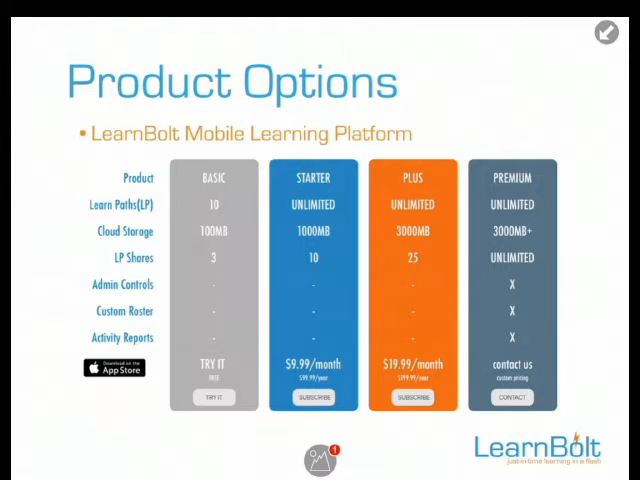 Product Options
• LearnBolt Mobile Learning Platform
Product BASIC STARTER PLUS PREMIUM
Learn Paths(LP) 10 UNLIMITED UNLIMITED UNLIMITED
Cloud Storage 100MB 1000MB 3000MB 3000MB+
LP Shares 3 10 25 UNLIMITED
Admin Controls - - - X
Custom Roster - - - X
Activity Reports - - - X
Download on the App Store TRY IT $9.99/month $19.99/month contact us
FREE $99.99/year $199.99/year custom pricing
TRY IT SUBSCRIBE SUBSCRIBE CONTACT
LearnBolt
just-in-time learning in a flash
1